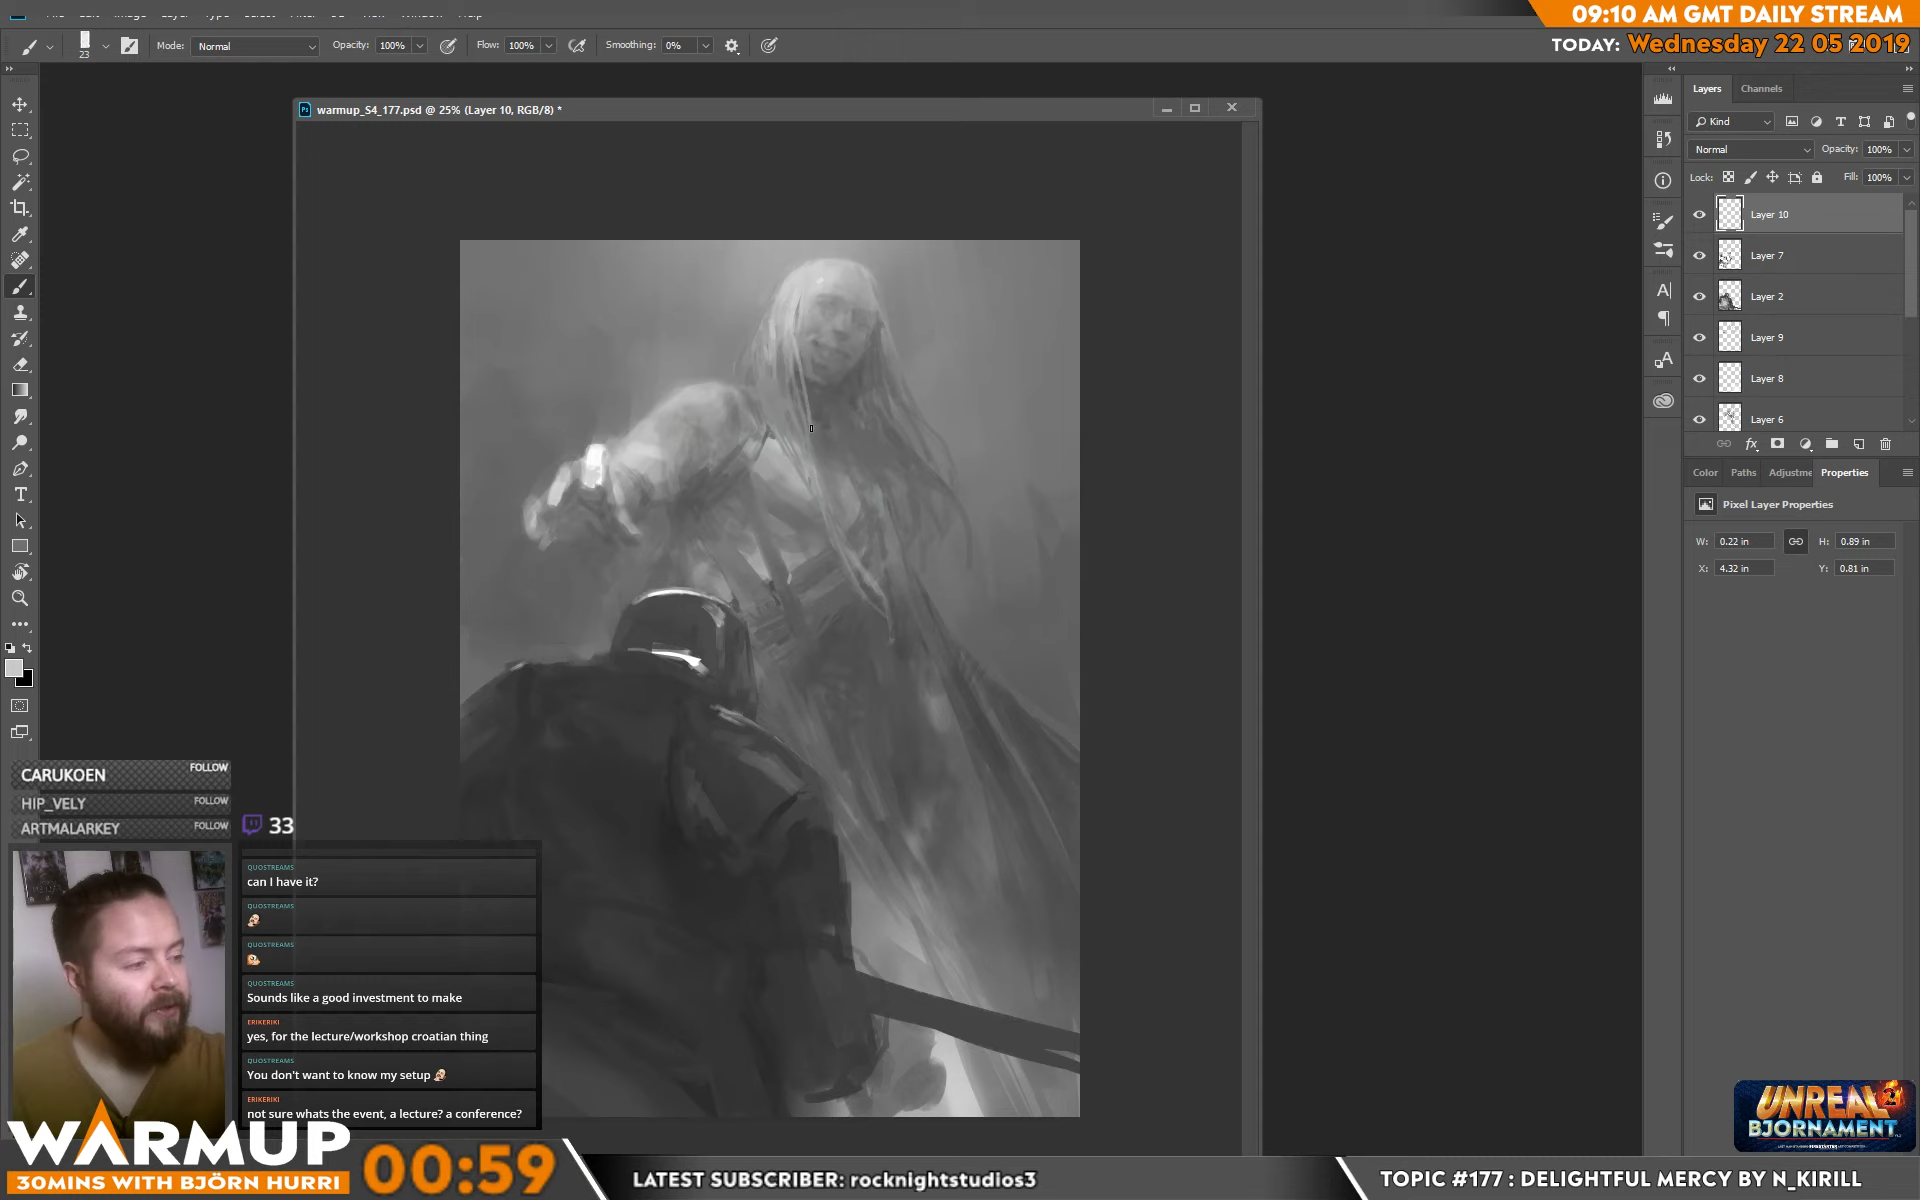 09:10 AM GMT DAILY STREAM
TODAY: Wednesday 22 05 2019
23
Mode: Normal
Opacity: 100%
Flow: 100%
Smoothing: 0%
warmup_S4_177.psd @ 25% (Layer 10, RGB/8) *
Layers
Channels
Kind
Normal
Opacity: 100%
Lock:
Fill: 100%
Layer 10
Layer 7
Layer 2
Layer 9
Layer 8
Layer 6
Color
Paths
Adjustme
Properties
Pixel Layer Properties
W: 0.22 in
H: 0.89 in
X: 4.32 in
Y: 0.81 in
CARUKOEN FOLLOW
HIP_VELY FOLLOW
ARTMALARKEY FOLLOW
33
QUOSTREAMS
can I have it?
QUOSTREAMS
QUOSTREAMS
QUOSTREAMS
Sounds like a good investment to make
ERIKERIKI
yes, for the lecture/workshop croatian thing
QUOSTREAMS
You don't want to know my setup
ERIKERIKI
not sure whats the event, a lecture? a conference?
WARMUP
30MINS WITH BJÖRN HURRI
00:59
LATEST SUBSCRIBER: rocknightstudios3
UNREAL 2
BJORNAMENT
TOPIC #177 : DELIGHTFUL MERCY BY N_KIRILL